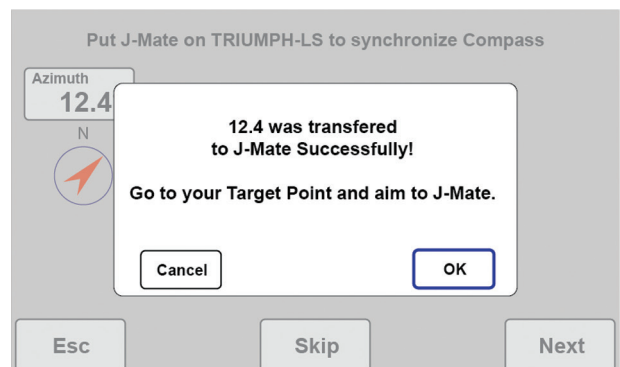 Put J-Mate on TRIUMPH-LS to synchronize Compass
Azimuth
12.4
N
12.4 was transfered
to J-Mate Successfully!
Go to your Target Point and aim to J-Mate.
Cancel
OK
Esc
Skip
Next